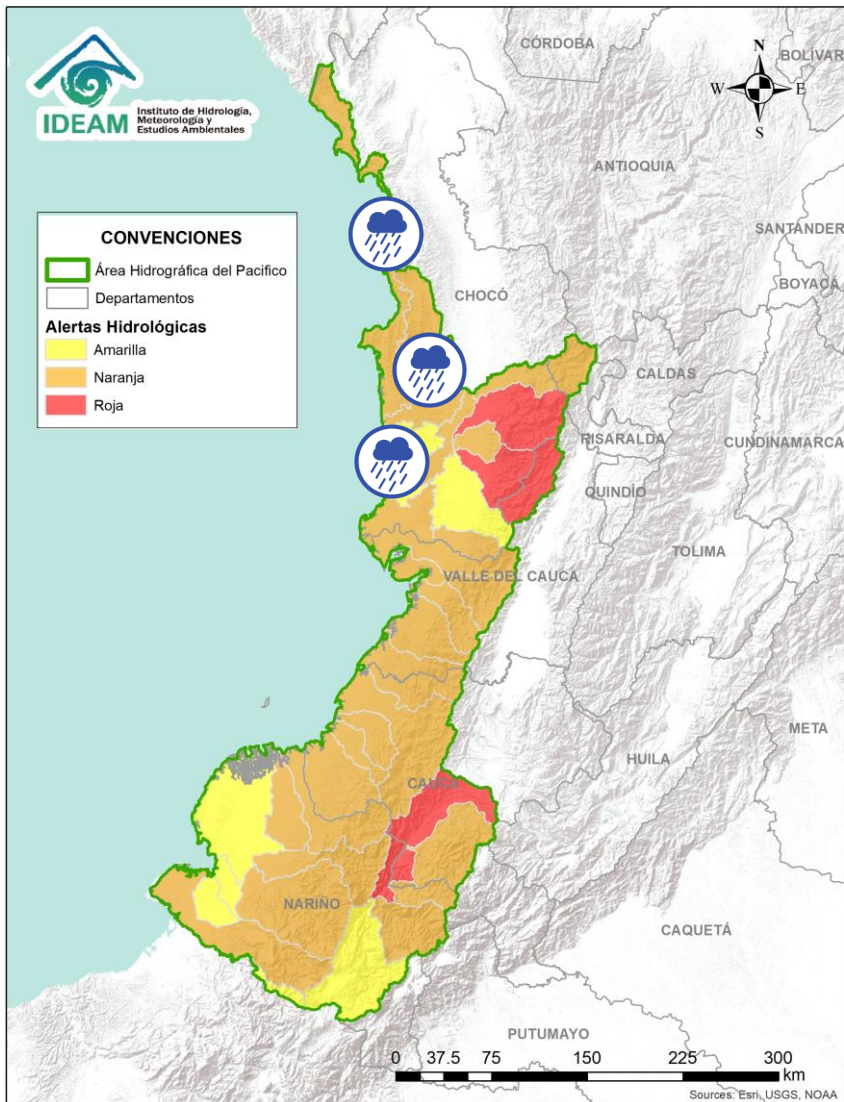 IDEAM
Instituto de Hidrología,
Meteorología y
Estudios Ambientales
CÓRDOBA
BOLÍVAR
N
W
E
S
ANTIOQUIA
SANTANDER
BOYACÁ
CONVENCIONES
Área Hidrográfica del Pacifico
Departamentos
Alertas Hidrológicas
Amarilla
Naranja
Roja
CHOCÓ
CALDAS
RISARALDA
CUNDINAMARCA
QUINDÍO
TOLIMA
VALLE DEL CAUCA
META
HUILA
CAUCA
NARIÑO
CAQUETÁ
PUTUMAYO
0 37.5 75 150 225 300
km
Sources: Esri, USGS, NOAA